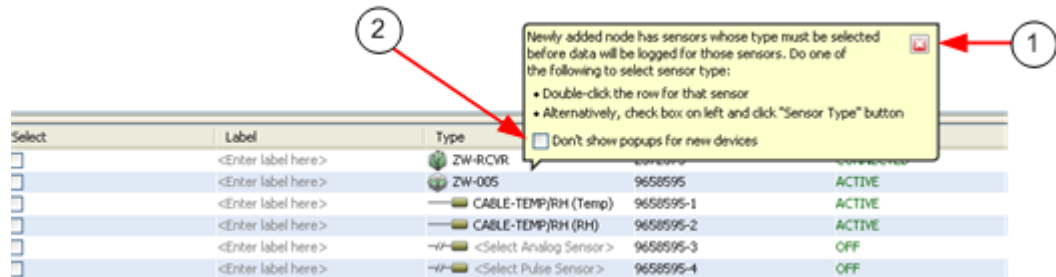 2
1
Newly added node has sensors whose type must be selected
before data will be logged for those sensors. Do one of
the following to select sensor type:
• Double-click the row for that sensor
• Alternatively, check box on left and click "Sensor Type" button
Don't show popups for new devices
Select Label Type
<Enter label here> ZW-RCVR
<Enter label here> ZW-005 9658595 ACTIVE
<Enter label here> CABLE-TEMP/RH (Temp) 9658595-1 ACTIVE
<Enter label here> CABLE-TEMP/RH (RH) 9658595-2 ACTIVE
<Enter label here> <Select Analog Sensor> 9658595-3 OFF
<Enter label here> <Select Pulse Sensor> 9658595-4 OFF